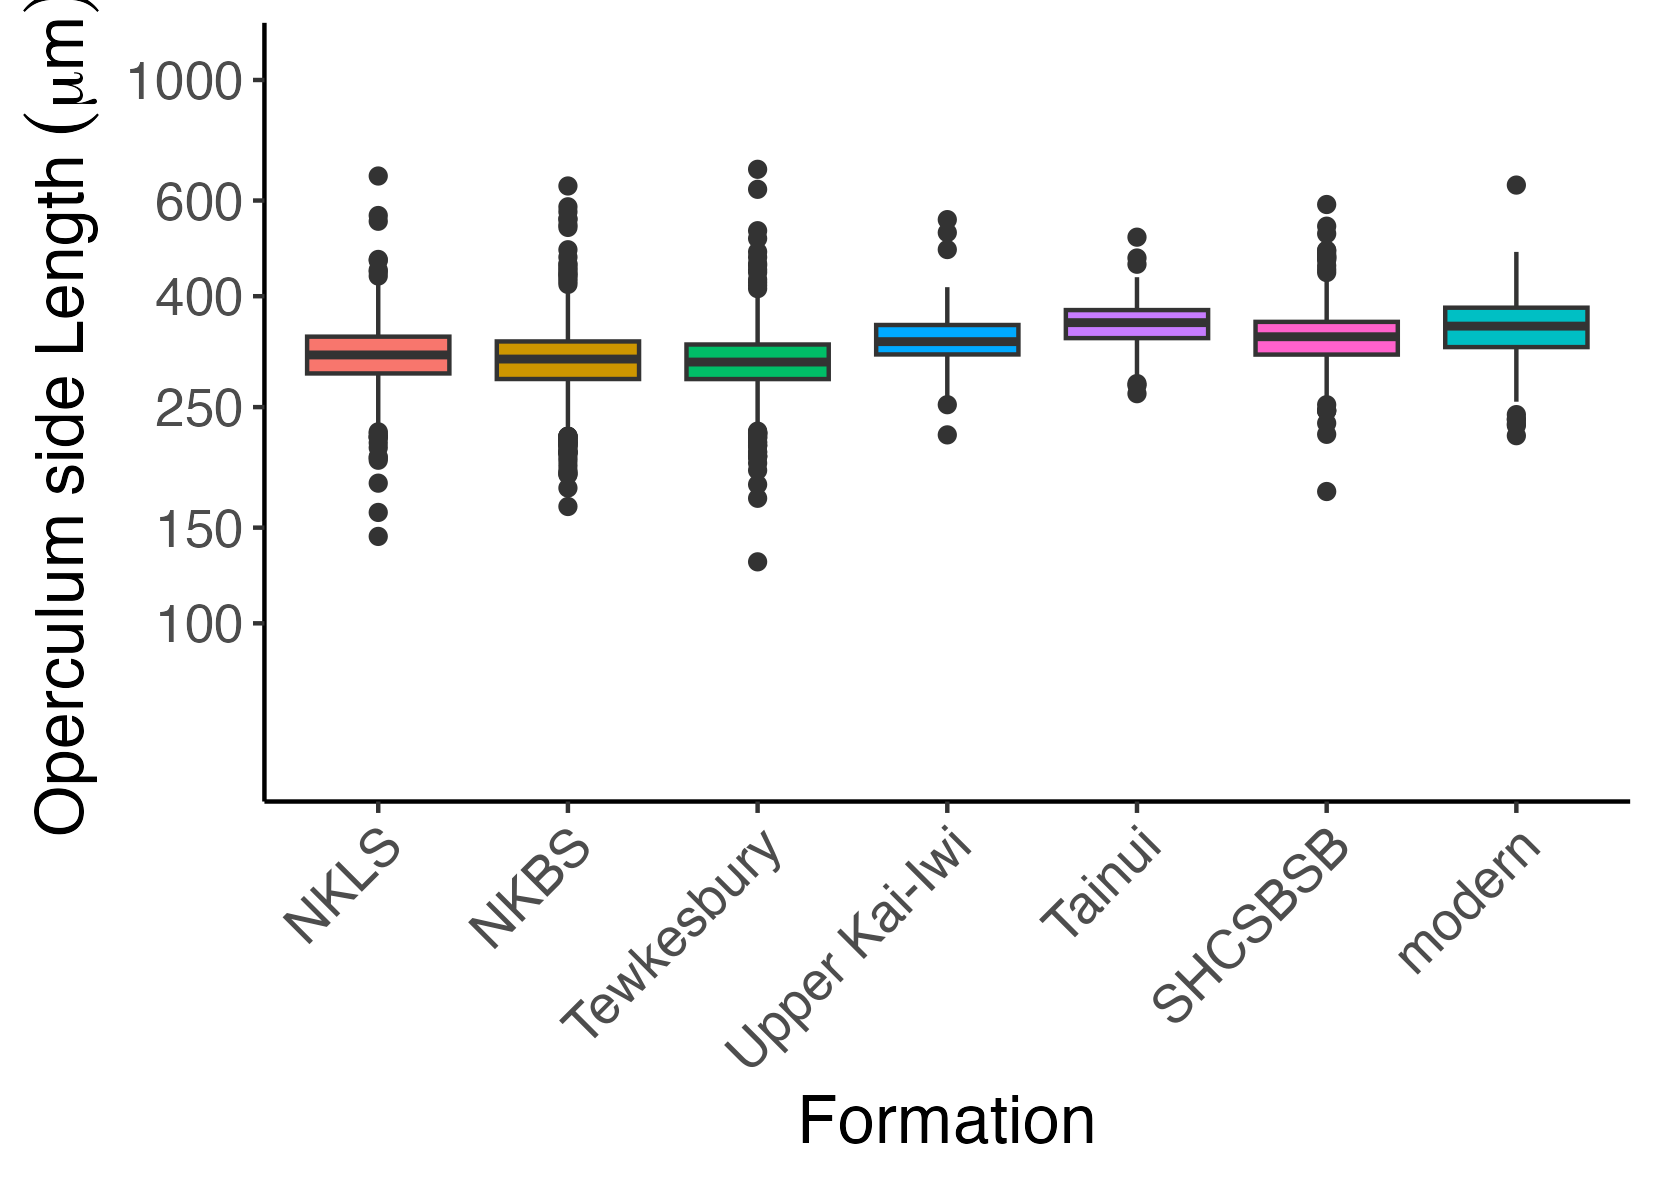 Operculum side Length (μm)
1000
600
400
250
150
100
NKLS
NKBS
Tewkesbury
Upper Kai-Iwi
Tainui
SHCSBSB
modern
Formation